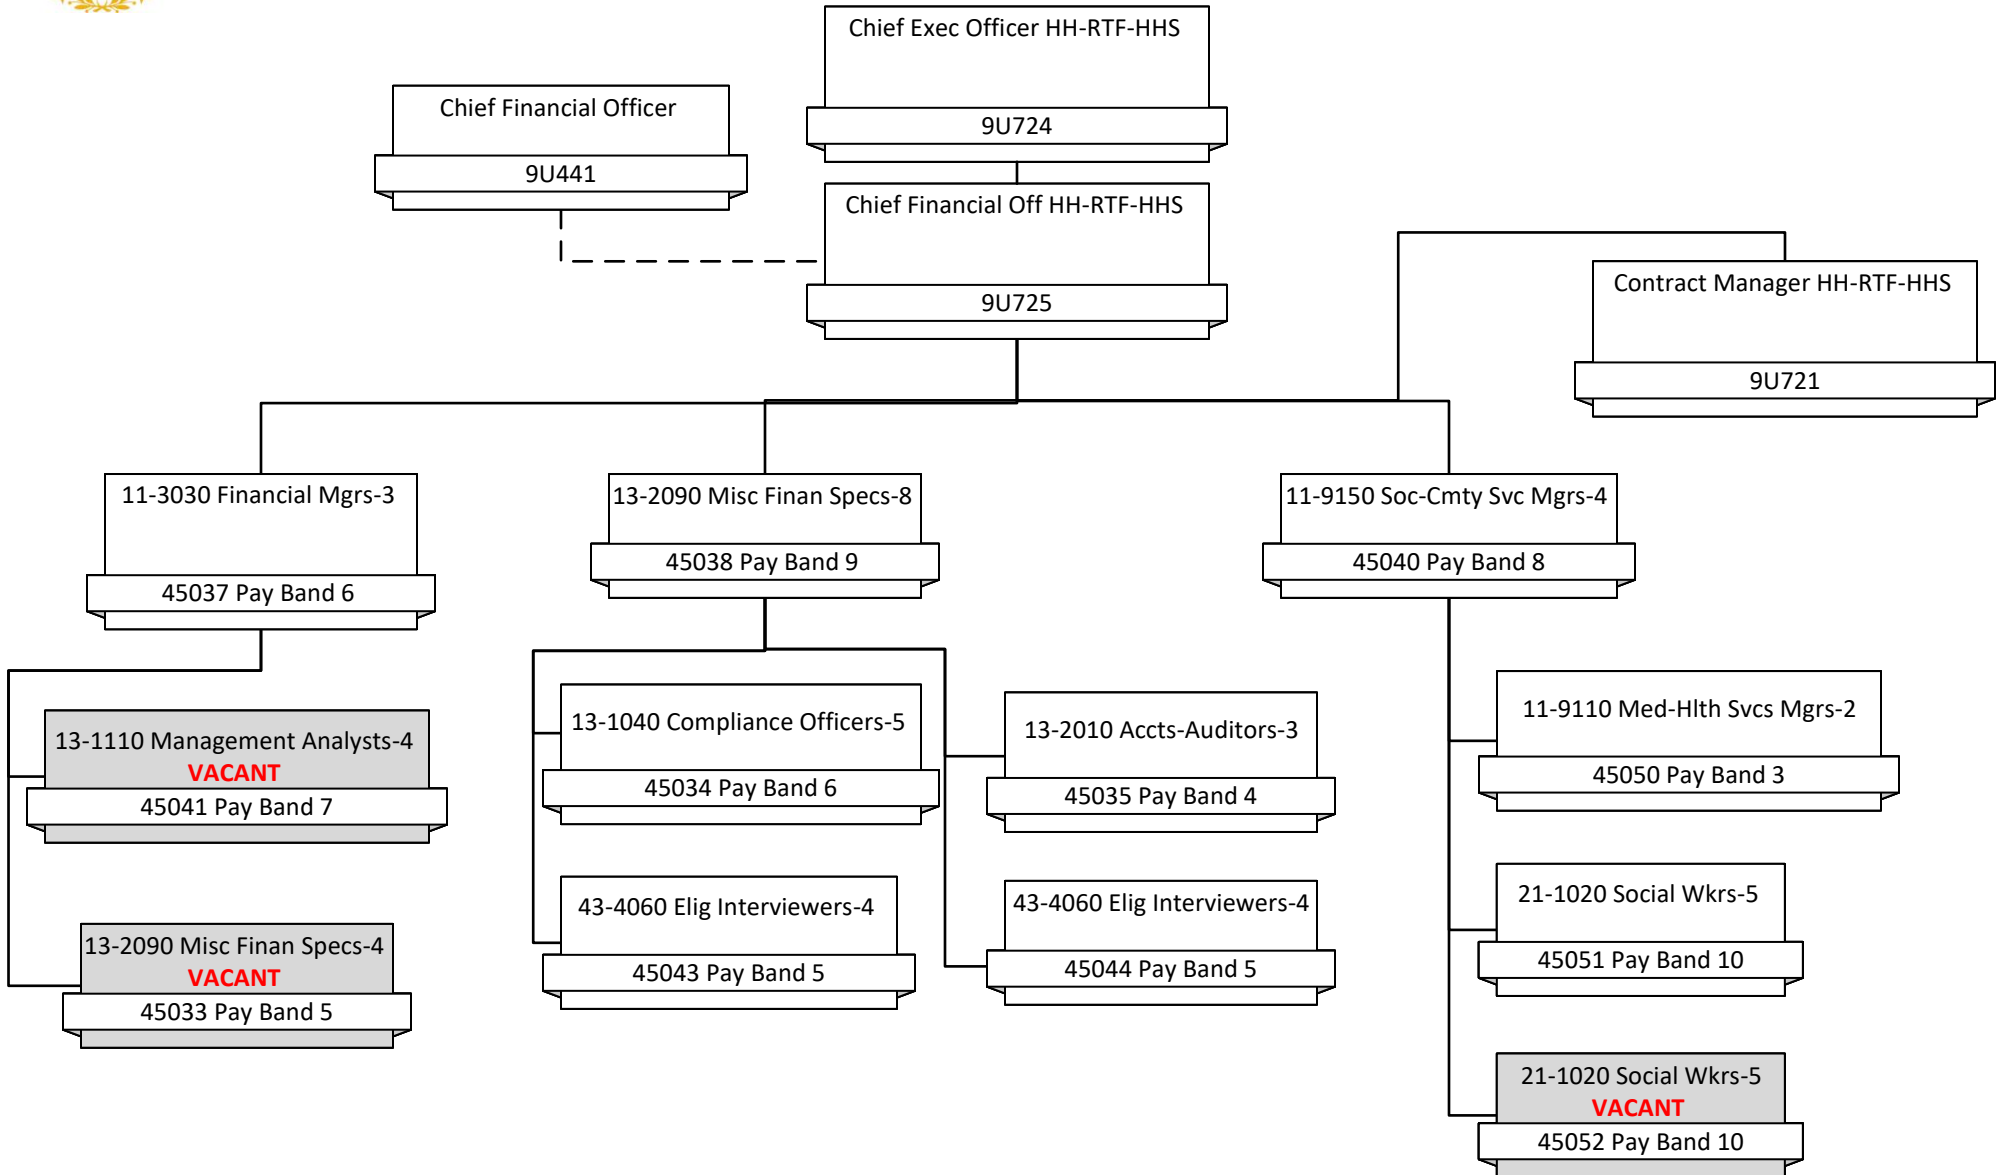 Chief Exec Officer HH-RTF-HHS
9U724
Chief Financial Officer
9U441
Chief Financial Off HH-RTF-HHS
9U725
Contract Manager HH-RTF-HHS
9U721
11-3030 Financial Mgrs-3
45037 Pay Band 6
13-2090 Misc Finan Specs-8
45038 Pay Band 9
11-9150 Soc-Cmty Svc Mgrs-4
45040 Pay Band 8
13-1110 Management Analysts-4
VACANT
45041 Pay Band 7
13-2090 Misc Finan Specs-4
VACANT
45033 Pay Band 5
13-1040 Compliance Officers-5
45034 Pay Band 6
43-4060 Elig Interviewers-4
45043 Pay Band 5
13-2010 Accts-Auditors-3
45035 Pay Band 4
43-4060 Elig Interviewers-4
45044 Pay Band 5
11-9110 Med-Hlth Svcs Mgrs-2
45050 Pay Band 3
21-1020 Social Wkrs-5
45051 Pay Band 10
21-1020 Social Wkrs-5
VACANT
45052 Pay Band 10